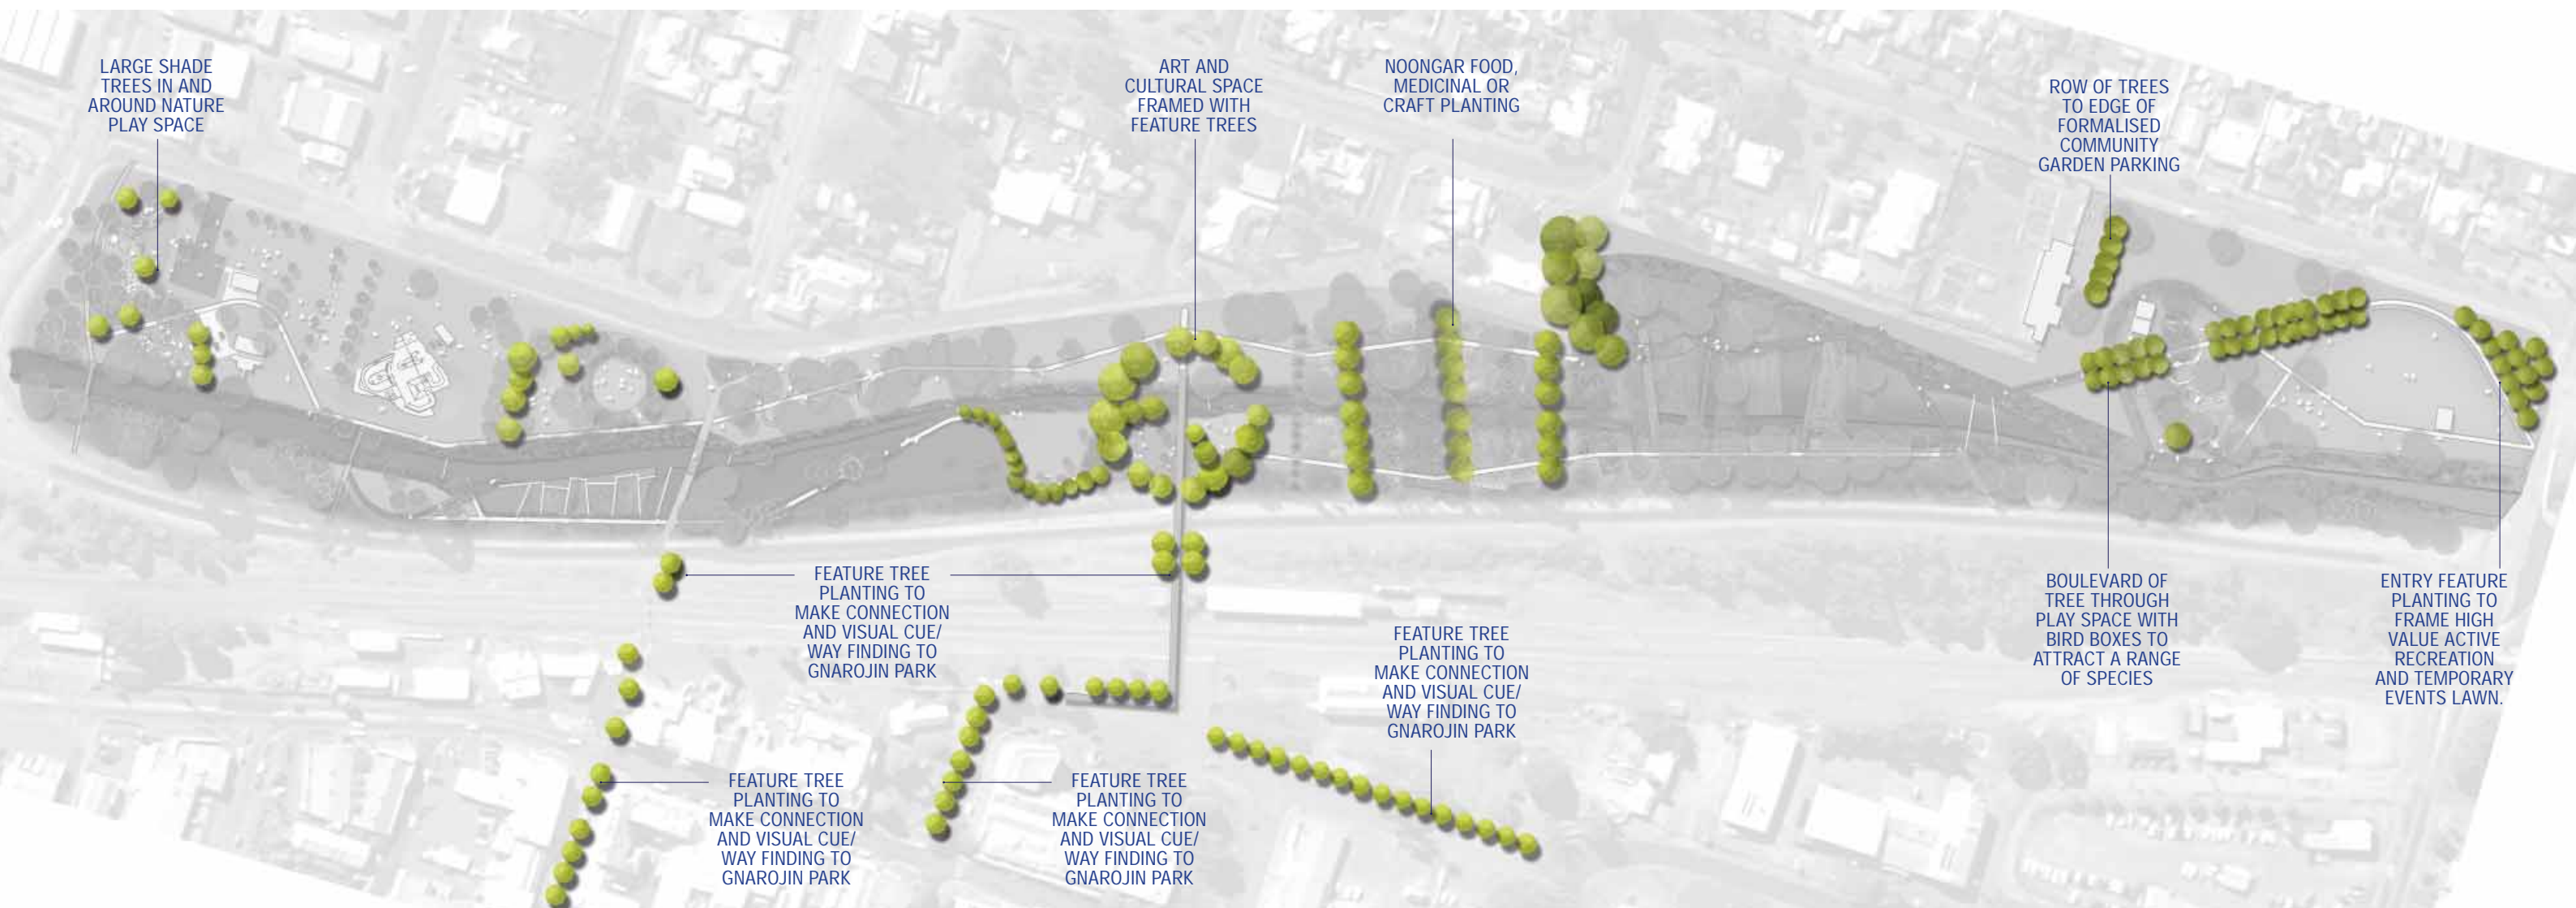 LARGE SHADE
TREES IN AND
AROUND NATURE
PLAY SPACE
ART AND
CULTURAL SPACE
FRAMED WITH
FEATURE TREES
NOONGAR FOOD,
MEDICINAL OR
CRAFT PLANTING
ROW OF TREES
TO EDGE OF
FORMALISED
COMMUNITY
GARDEN PARKING
FEATURE TREE
PLANTING TO
MAKE CONNECTION
AND VISUAL CUE/
WAY FINDING TO
GNAROJIN PARK
FEATURE TREE
PLANTING TO
MAKE CONNECTION
AND VISUAL CUE/
WAY FINDING TO
GNAROJIN PARK
BOULEVARD OF
TREE THROUGH
PLAY SPACE WITH
BIRD BOXES TO
ATTRACT A RANGE
OF SPECIES
ENTRY FEATURE
PLANTING TO
FRAME HIGH
VALUE ACTIVE
RECREATION
AND TEMPORARY
EVENTS LAWN.
FEATURE TREE
PLANTING TO
MAKE CONNECTION
AND VISUAL CUE/
WAY FINDING TO
GNAROJIN PARK
FEATURE TREE
PLANTING TO
MAKE CONNECTION
AND VISUAL CUE/
WAY FINDING TO
GNAROJIN PARK